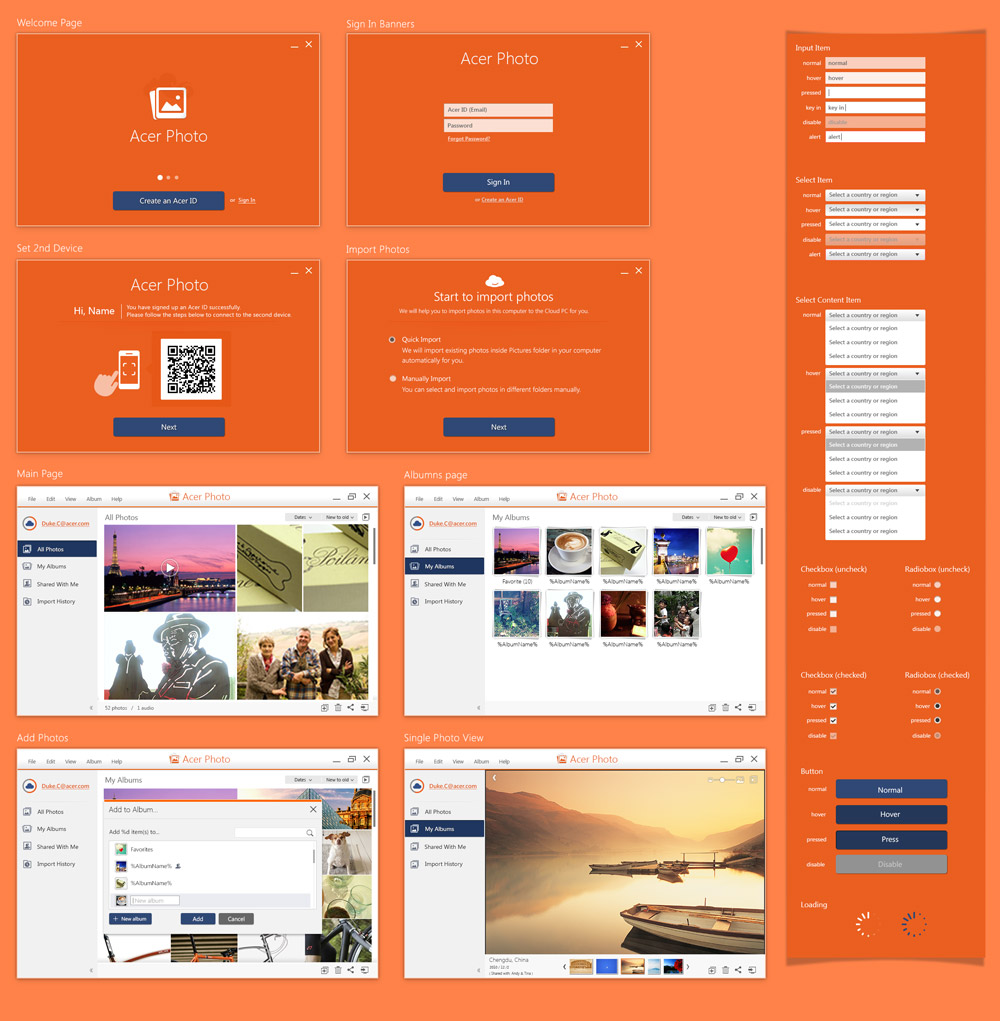 Welcome Page
Acer Photo
Create an Acer ID
or Sign In
Sign In Banners
Acer Photo
Acer ID (Email)
Password
Forgot Password?
Sign In
or Create an Acer ID
Set 2nd Device
Acer Photo
Hi, Name
You have signed up an Acer ID successfully.
Please follow the steps below to connect to the second device.
Next
Import Photos
Start to import photos
We will help you to import photos in this computer to the Cloud PC for you
Quick Import
We will import existing photos inside Pictures folder in your computer
automatically for you.
Manually Import
You can select and import photos in different folders manually.
Next
Main Page
File Edit View Album Help
Acer Photo
Duke.C@acer.com
All Photos
My Albums
Shared With Me
Import History
All Photos
Dates
New to old
52 photos / 1 audio
Albumns page
File Edit View Album Help
Acer Photo
Duke.C@acer.com
All Photos
My Albums
Shared With Me
Import History
My Albums
Dates
New to old
Favorite (10) %AlbumName% %AlbumName% %AlbumName% %AlbumName%
%AlbumName% %AlbumName% %AlbumName% %AlbumName%
Add Photos
File Edit View Album Help
Acer Photo
Duke.C@acer.com
All Photos
My Albums
Shared With Me
Import History
My Albums
Dates
New to old
Add to Album...
Add %d item(s) to...
Favorites
%AlbumName%
%AlbumName%
New album
+ New album
Add
Cancel
Single Photo View
File Edit View Album Help
Acer Photo
Duke.C@acer.com
All Photos
My Albums
Shared With Me
Import History
Chengdu, China
/ Shared with: Andy & Tina /
Input Item
normal normal
hover hover
pressed
key in key in
disable disable
alert alert
Select Item
normal Select a country or region
hover Select a country or region
pressed Select a country or region
disable Select a country or region
alert Select a country or region
Select Content Item
normal Select a country or region
Select a country or region
Select a country or region
Select a country or region
hover Select a country or region
Select a country or region
Select a country or region
Select a country or region
pressed Select a country or region
Select a country or region
Select a country or region
Select a country or region
disable Select a country or region
Select a country or region
Select a country or region
Select a country or region
Checkbox (uncheck)
normal
hover
pressed
disable
Radiobox (uncheck)
normal
hover
pressed
disable
Checkbox (checked)
normal
hover
pressed
disable
Radiobox (checked)
normal
hover
pressed
disable
Button
normal Normal
hover Hover
pressed Press
disable Disable
Loading